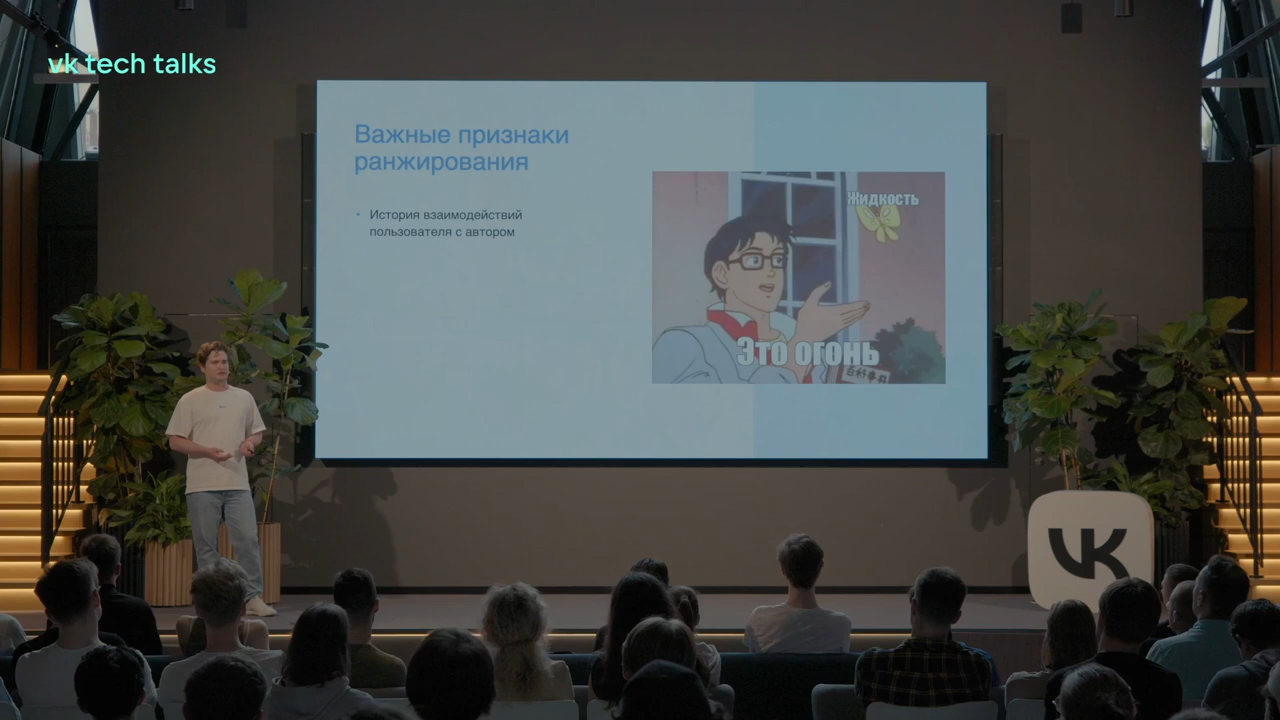 vk tech talks
Важные признаки
ранжирования
• История взаимодействий
пользователя с автором
Жидкость
Это огонь
VK